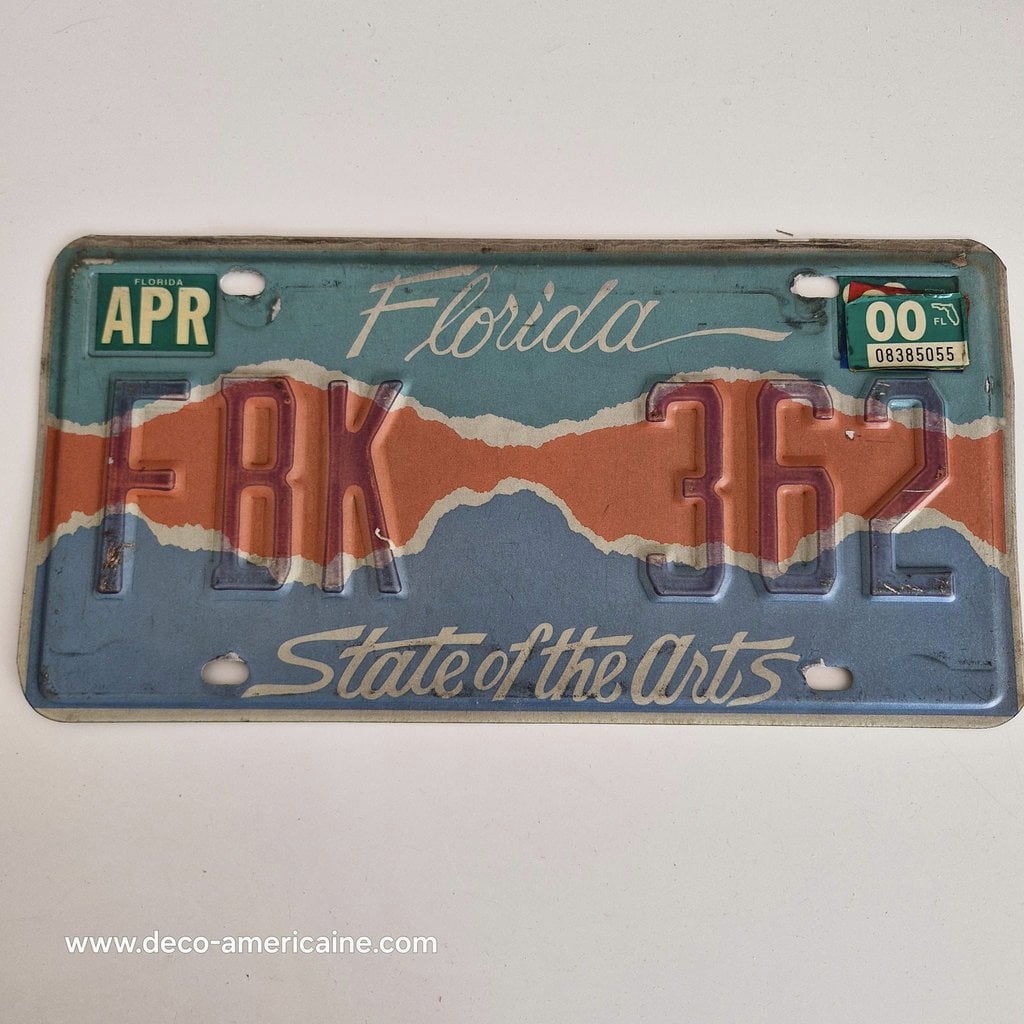 FLORIDA
APR
Florida
00 FL
08385055
FBK 362
State of the Arts
www.deco-americaine.com